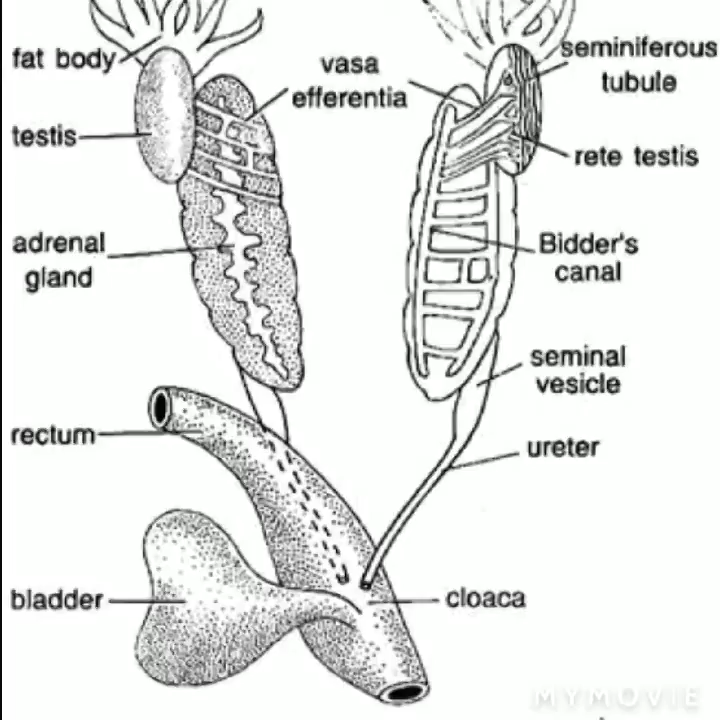 fat body
vasa
efferentia
seminiferous
tubule
testis
rete testis
adrenal
gland
Bidder's
canal
seminal
vesicle
rectum
ureter
bladder
cloaca
MYMOVIE